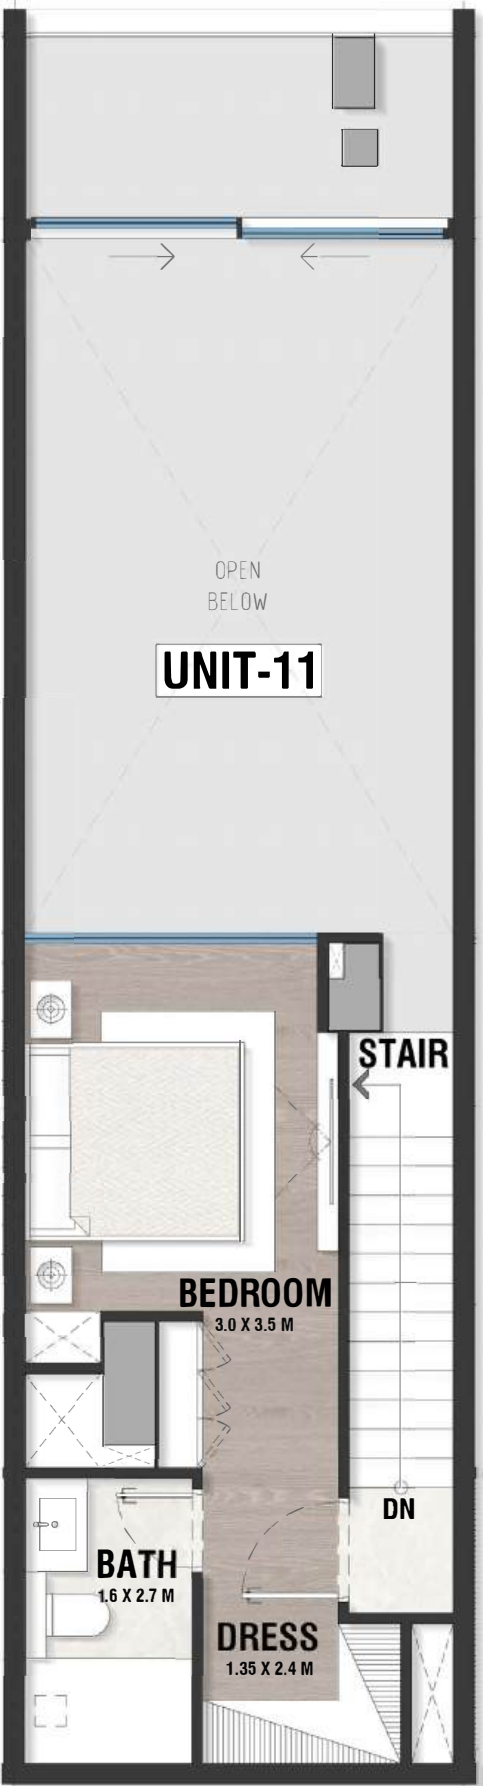 OPEN
BELOW
UNIT-11
STAIR
BEDROOM
3.0 X 3.5 M
DN
BATH
1.6 X 2.7 M
DRESS
1.35 X 2.4 M